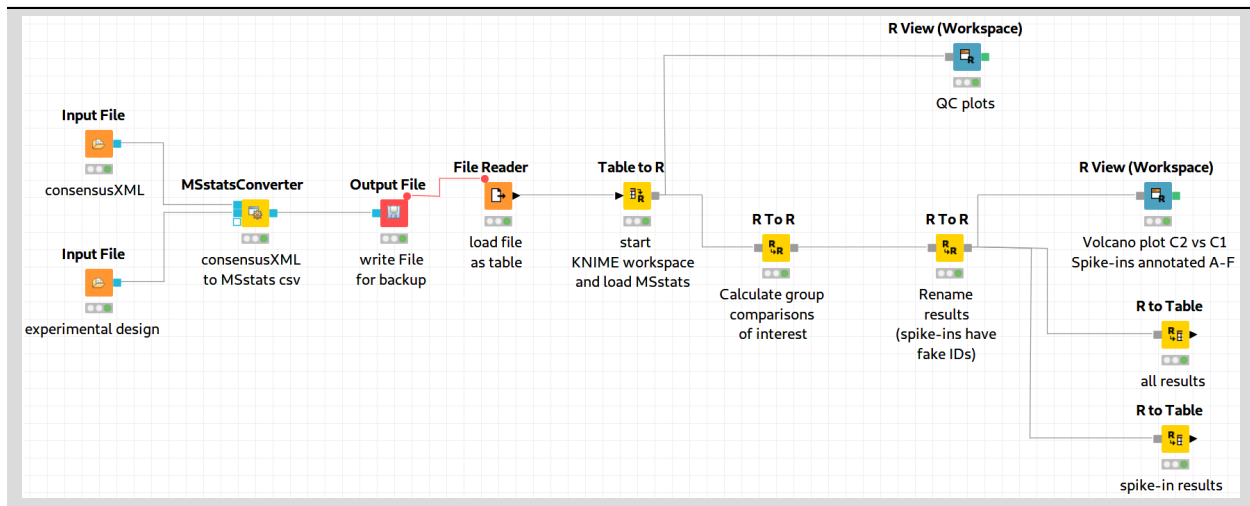 R View (Workspace)
R
QC plots
Input File
consensusXML
MSstatsConverter
Output File
File Reader
Table to R
R
R View (Workspace)
R
consensusXML
to MSstats csv
write File
for backup
load file
as table
start
KNIME workspace
and load MSstats
R To R
R
R
Calculate group
comparisons
of interest
R To R
R
R
Rename
results
(spike-ins have
fake IDs)
Volcano plot C2 vs C1
Spike-ins annotated A-F
Input File
experimental design
R to Table
R
all results
R to Table
R
spike-in results